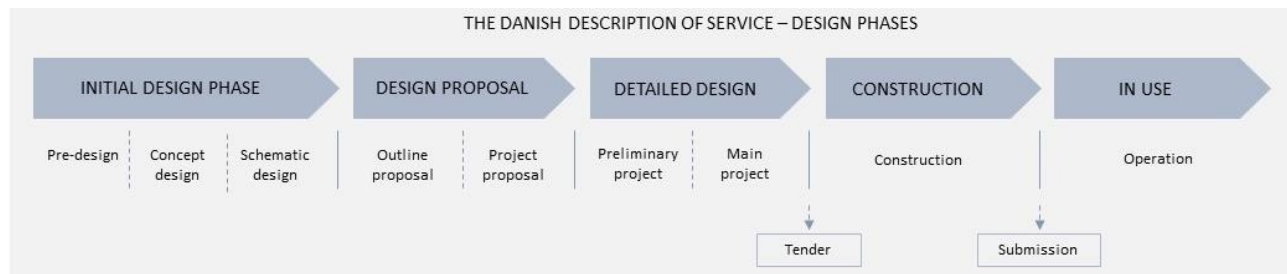 THE DANISH DESCRIPTION OF SERVICE – DESIGN PHASES
INITIAL DESIGN PHASE
DESIGN PROPOSAL
DETAILED DESIGN
CONSTRUCTION
IN USE
Pre-design
Concept
design
Schematic
design
Outline
proposal
Project
proposal
Preliminary
project
Main
project
Construction
Operation
Tender
Submission